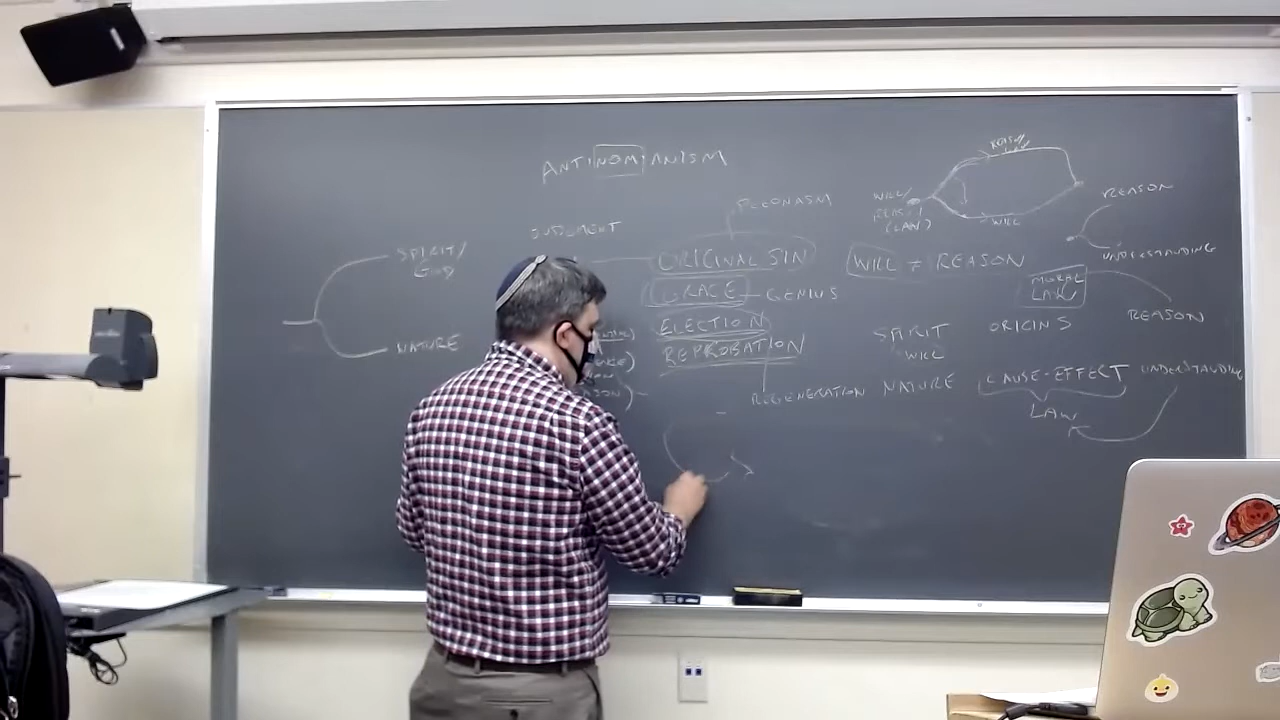 ANTINOMIANISM
JUDGMENT
SPIRIT/
GOD
NATURE
PLEONASM
ORIGINAL SIN
GRACE – GENIUS
ELECTION
REPROBATION
REGENERATION
REASON
WILL/
REASON
(LAW)
WILL
REASON
UNDERSTANDING
WILL ≠ REASON
MORAL
LAW
REASON
SPIRIT
WILL
ORIGINS
NATURE
CAUSE-EFFECT
UNDERSTANDING
LAW